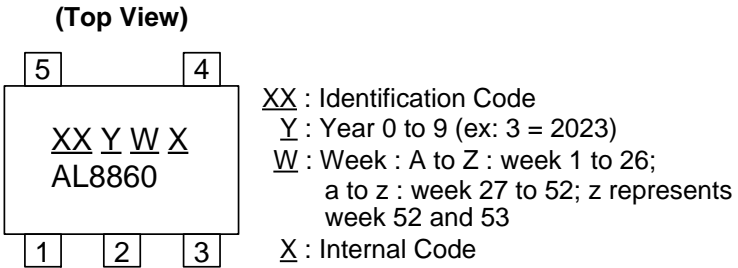 (Top View)
5 4
XX Y W X
AL8860
1 2 3
XX : Identification Code
Y : Year 0 to 9 (ex: 3 = 2023)
W : Week : A to Z : week 1 to 26;
a to z : week 27 to 52; z represents
week 52 and 53
X : Internal Code